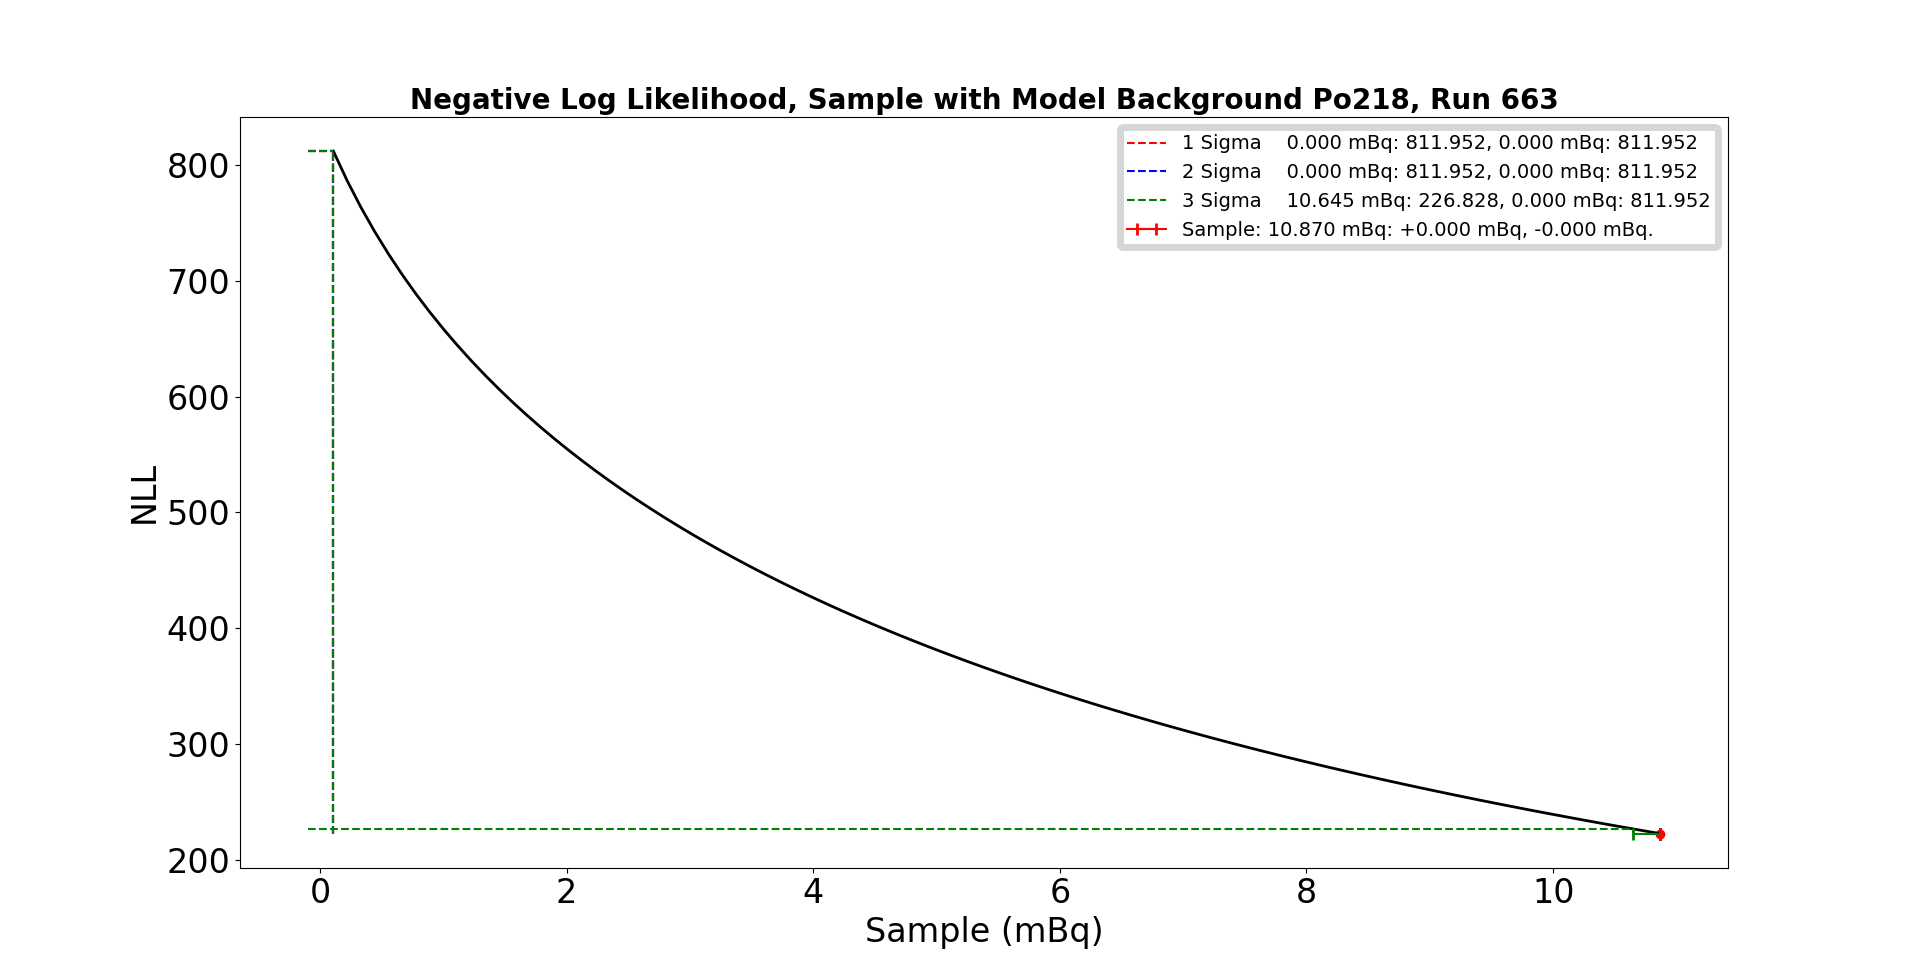 Negative Log Likelihood, Sample with Model Background Po218, Run 663
1 Sigma 0.000 mBq: 811.952, 0.000 mBq: 811.952
2 Sigma 0.000 mBq: 811.952, 0.000 mBq: 811.952
3 Sigma 10.645 mBq: 226.828, 0.000 mBq: 811.952
Sample: 10.870 mBq: +0.000 mBq, -0.000 mBq.
800
700
600
500
400
300
200
NLL
0 2 4 6 8 10
Sample (mBq)